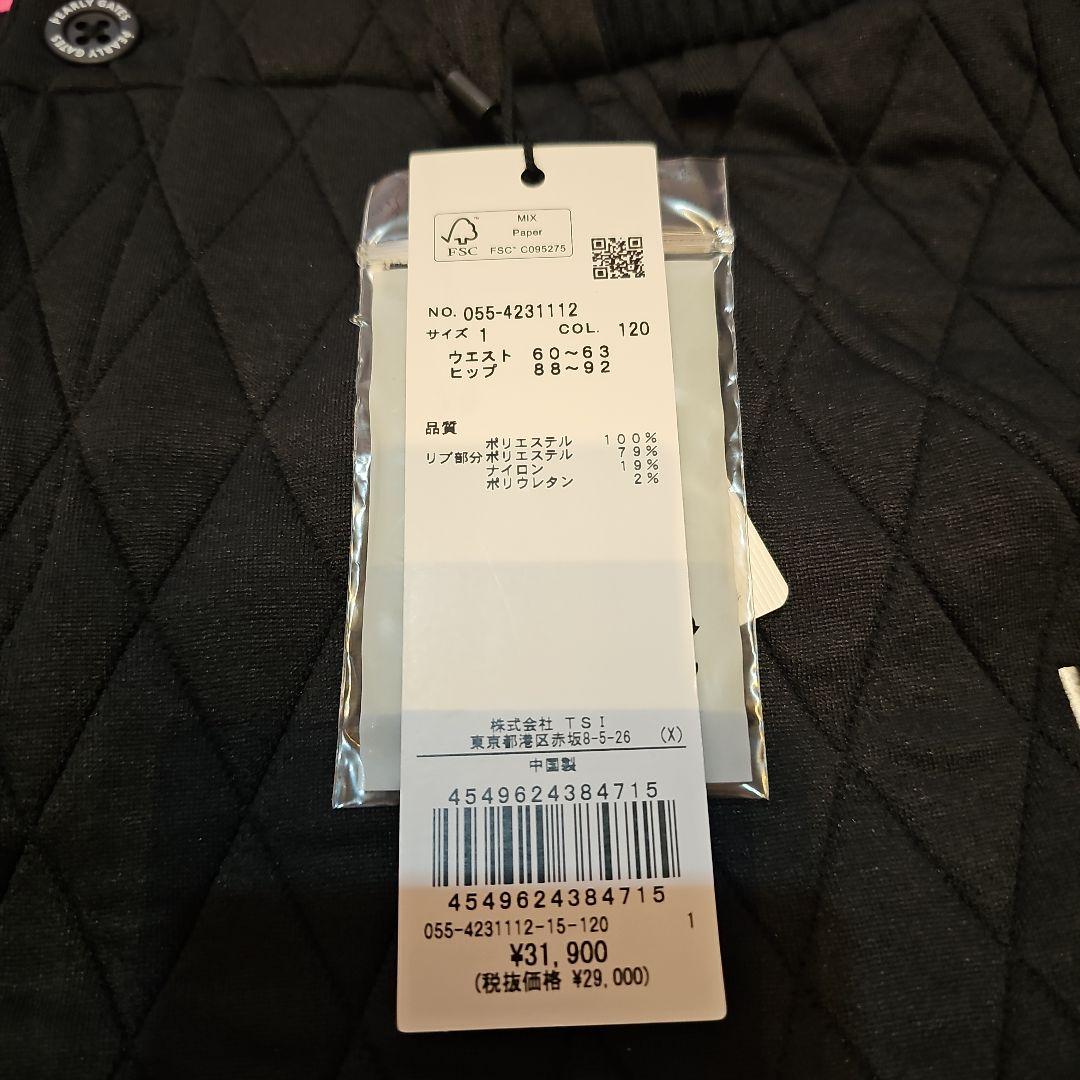 PEARLY GATES
PEARLY GATES
MIX
Paper
FSC
FSC® C095275
NO. 055-4231112
サイズ 1 COL. 120
ウエスト 60～63
ヒップ 88～92
品質
ポリエステル 100%
リブ部分ポリエステル 79%
ナイロン 19%
ポリウレタン 2%
株式会社 TSI
東京都港区赤坂8-5-26 (X)
中国製
4549624384715
4549624384715
055-4231112-15-120 1
¥31,900
(税抜価格 ¥29,000)